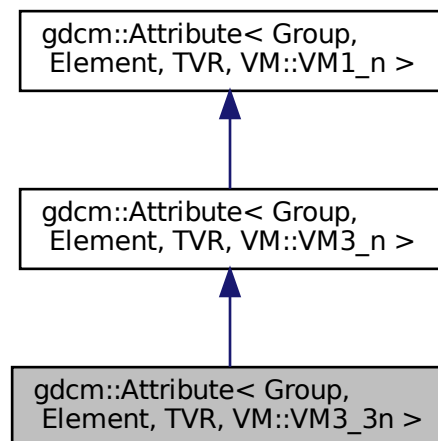 gdcm::Attribute< Group,
Element, TVR, VM::VM1_n >
gdcm::Attribute< Group,
Element, TVR, VM::VM3_n >
gdcm::Attribute< Group,
Element, TVR, VM::VM3_3n >